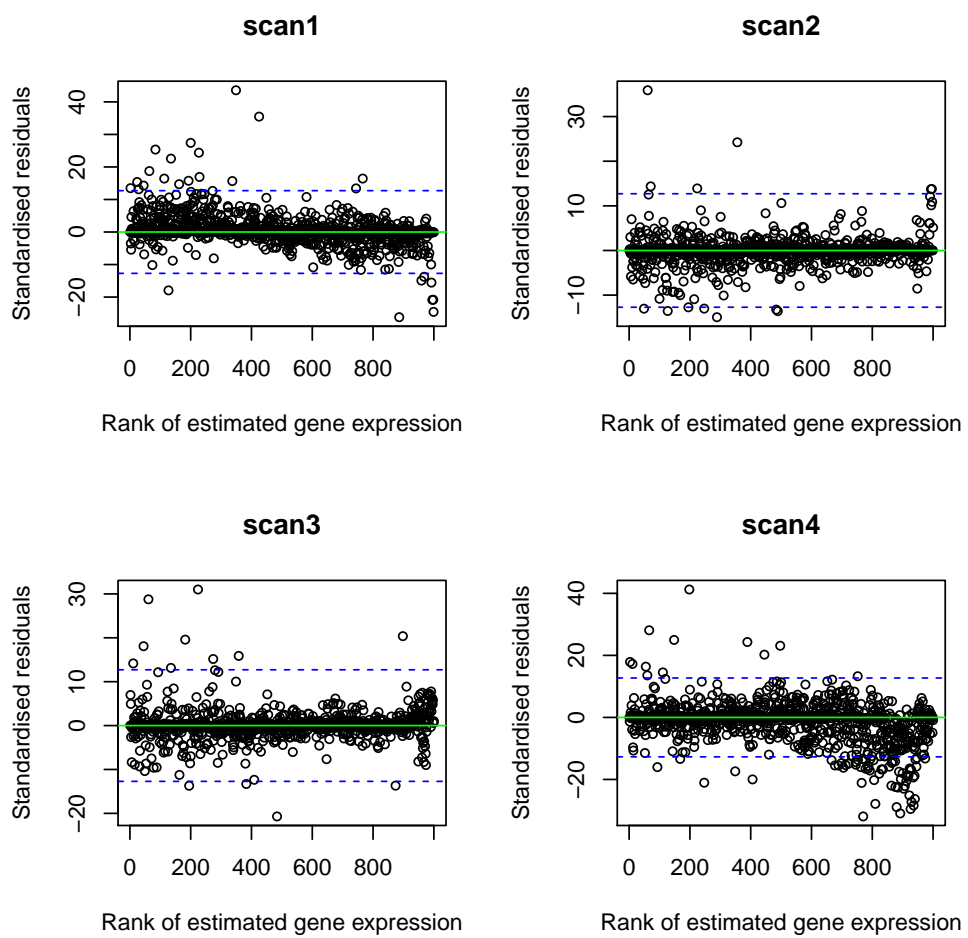 scan1
Standardised residuals
40
20
0
−20
0 200 400 600 800
Rank of estimated gene expression
scan2
Standardised residuals
30
10
−10
0 200 400 600 800
Rank of estimated gene expression
scan3
Standardised residuals
30
10
0
−20
0 200 400 600 800
Rank of estimated gene expression
scan4
Standardised residuals
40
20
0
−20
0 200 400 600 800
Rank of estimated gene expression